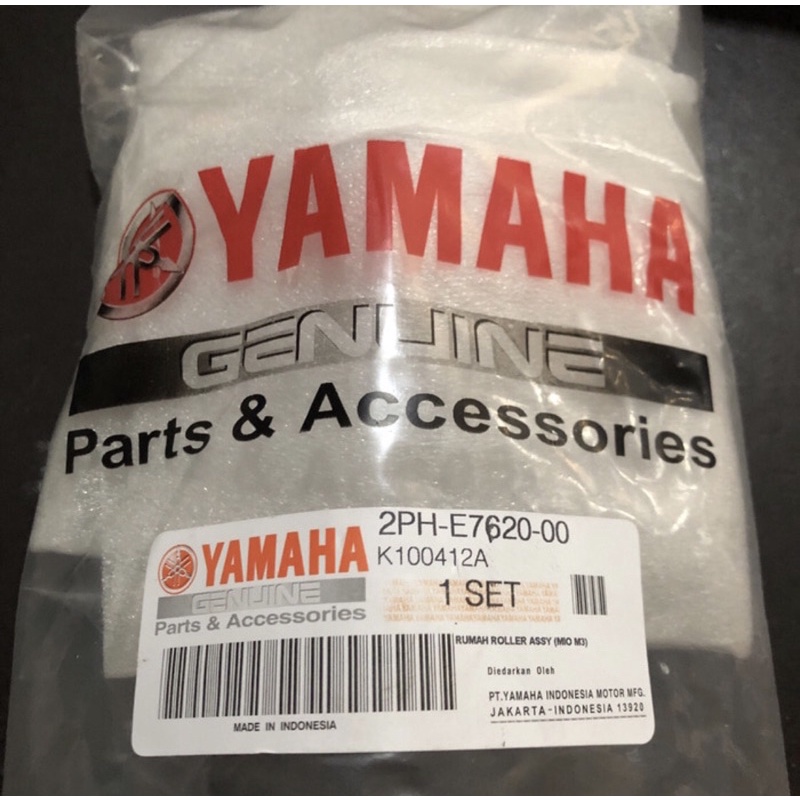 YAMAHA
GENUINE
Parts & Accessories
2PH-E7620-00
YAMAHA
K100412A
GENUINE
1 SET
Parts & Accessories
RUMAH ROLLER ASSY (MIO M3)
Diedarkan Oleh
PT.YAMAHA INDONESIA MOTOR MFG.
JAKARTA-INDONESIA 13920
MADE IN INDONESIA